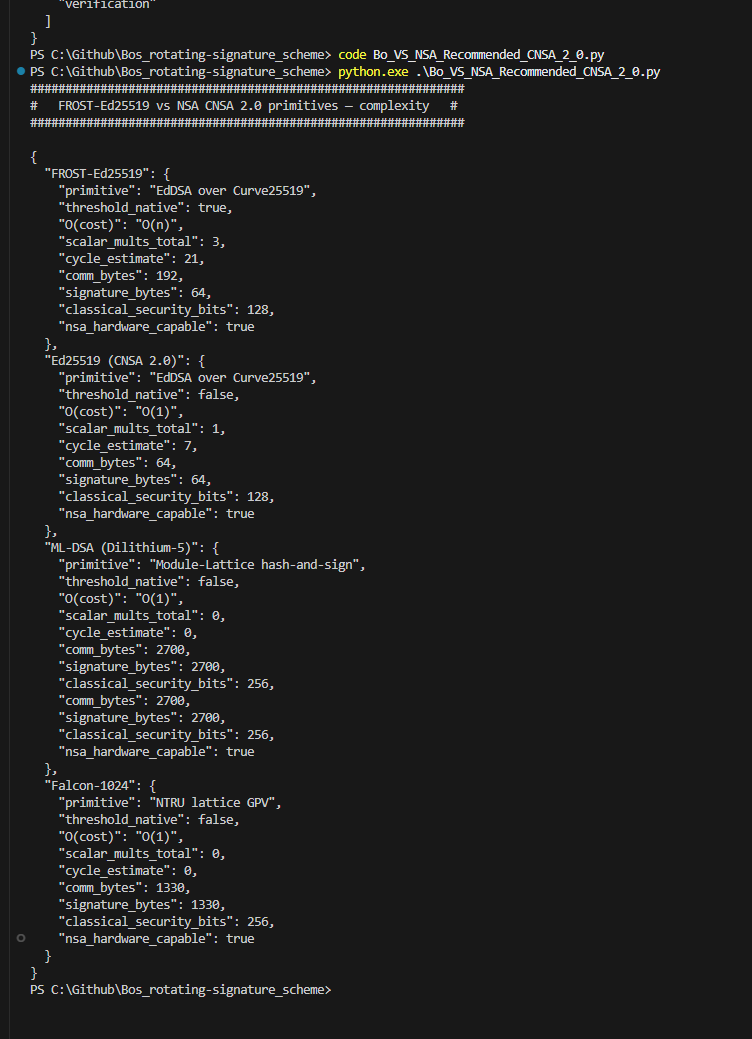 "verification"
]
}
PS C:\Github\Bos_rotating-signature_scheme> code Bo_VS_NSA_Recommended_CNSA_2_0.py
PS C:\Github\Bos_rotating-signature_scheme> python.exe .\Bo_VS_NSA_Recommended_CNSA_2_0.py
##############################################################
#   FROST-Ed25519 vs NSA CNSA 2.0 primitives – complexity   #
##############################################################
{
"FROST-Ed25519": {
"primitive": "EdDSA over Curve25519",
"threshold_native": true,
"O(cost)": "O(n)",
"scalar_mults_total": 3,
"cycle_estimate": 21,
"comm_bytes": 192,
"signature_bytes": 64,
"classical_security_bits": 128,
"nsa_hardware_capable": true
},
"Ed25519 (CNSA 2.0)": {
"primitive": "EdDSA over Curve25519",
"threshold_native": false,
"O(cost)": "O(1)",
"scalar_mults_total": 1,
"cycle_estimate": 7,
"comm_bytes": 64,
"signature_bytes": 64,
"classical_security_bits": 128,
"nsa_hardware_capable": true
},
"ML-DSA (Dilithium-5)": {
"primitive": "Module-Lattice hash-and-sign",
"threshold_native": false,
"O(cost)": "O(1)",
"scalar_mults_total": 0,
"cycle_estimate": 0,
"comm_bytes": 2700,
"signature_bytes": 2700,
"classical_security_bits": 256,
"comm_bytes": 2700,
"signature_bytes": 2700,
"classical_security_bits": 256,
"nsa_hardware_capable": true
},
"Falcon-1024": {
"primitive": "NTRU lattice GPV",
"threshold_native": false,
"O(cost)": "O(1)",
"scalar_mults_total": 0,
"cycle_estimate": 0,
"comm_bytes": 1330,
"signature_bytes": 1330,
"classical_security_bits": 256,
"nsa_hardware_capable": true
}
}
PS C:\Github\Bos_rotating-signature_scheme>